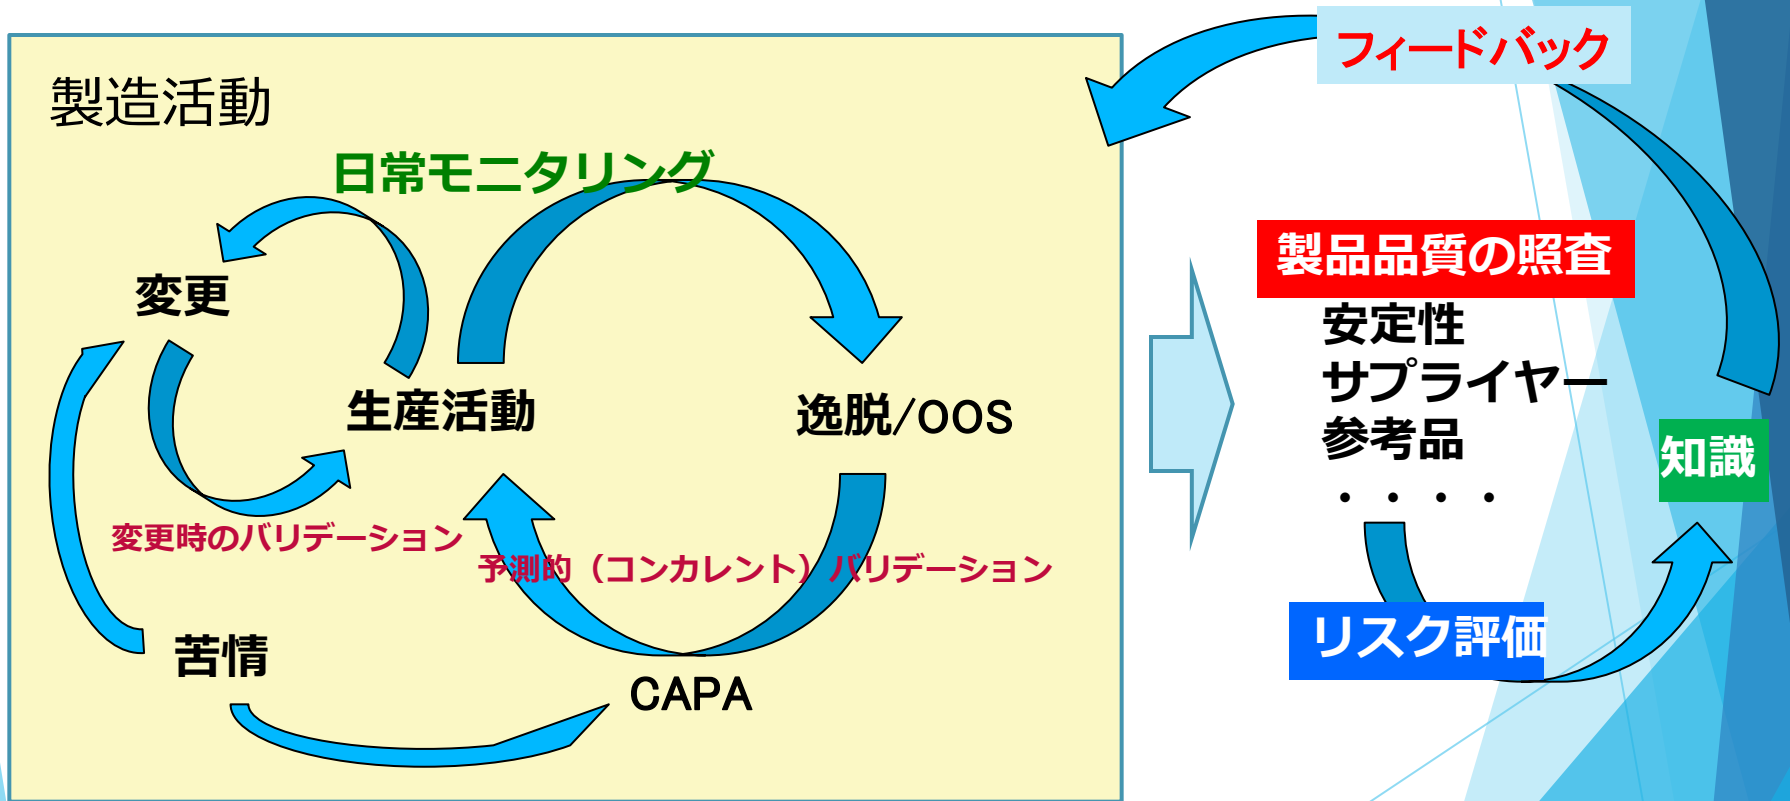 製造活動
日常モニタリング
変更
生産活動
逸脱/OOS
変更時のバリデーション
予測的（コンカレント）バリデーション
苦情
CAPA
フィードバック
製品品質の照査
安定性
サプライヤー
参考品
・・・・
知識
リスク評価